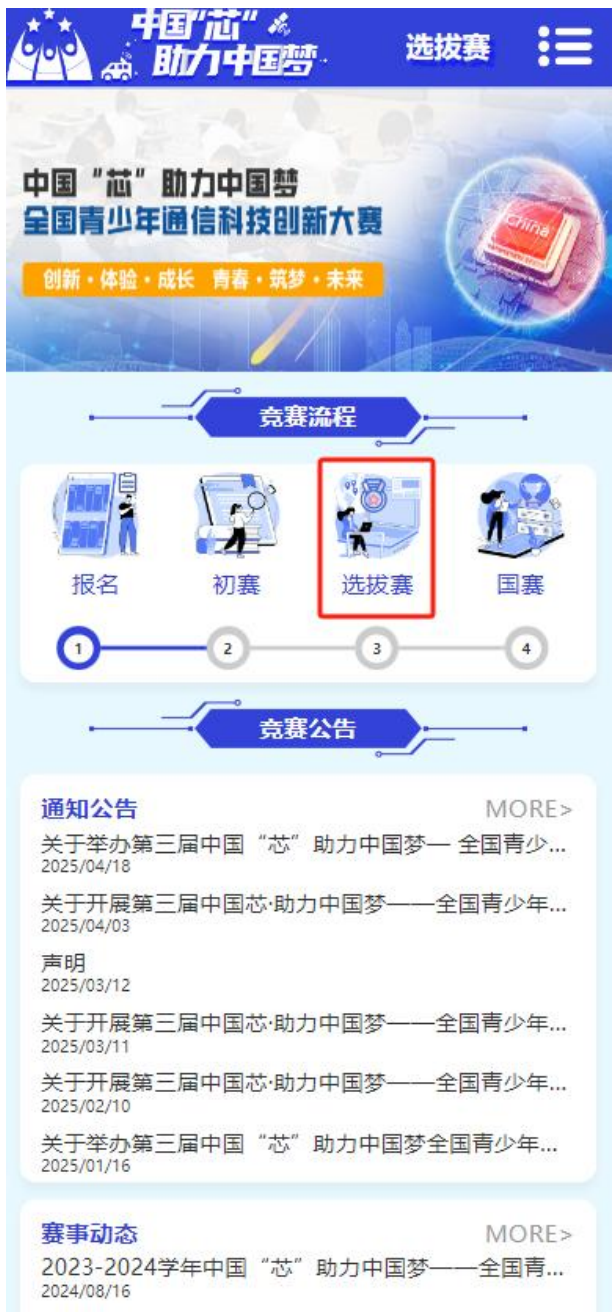 中国"芯"
助力中国梦
选拔赛
中国“芯”助力中国梦
全国青少年通信科技创新大赛
创新·体验·成长 青春·筑梦·未来
China
竞赛流程
报名 初赛 选拔赛 国赛
1 2 3 4
竞赛公告
通知公告 MORE>
关于举办第三届中国“芯”助力中国梦— 全国青少...
2025/04/18
关于开展第三届中国芯·助力中国梦——全国青少年...
2025/04/03
声明
2025/03/12
关于开展第三届中国芯·助力中国梦——全国青少年...
2025/03/11
关于开展第三届中国芯·助力中国梦——全国青少年...
2025/02/10
关于举办第三届中国“芯”助力中国梦全国青少年...
2025/01/16
赛事动态 MORE>
2023-2024学年中国“芯”助力中国梦——全国青...
2024/08/16